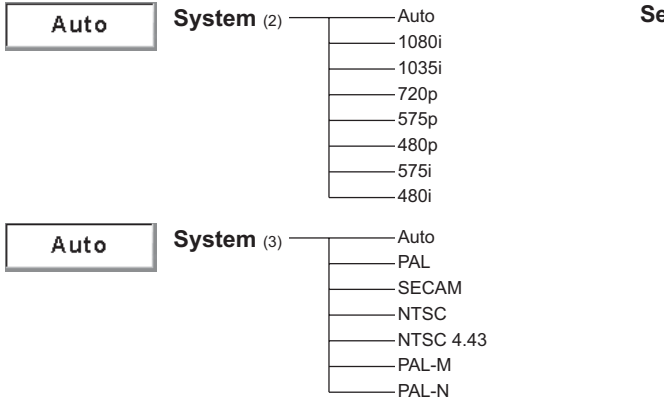 Auto
System (2)
Auto
1080i
1035i
720p
575p
480p
575i
480i
Auto
System (3)
Auto
PAL
SECAM
NTSC
NTSC 4.43
PAL-M
PAL-N
Se